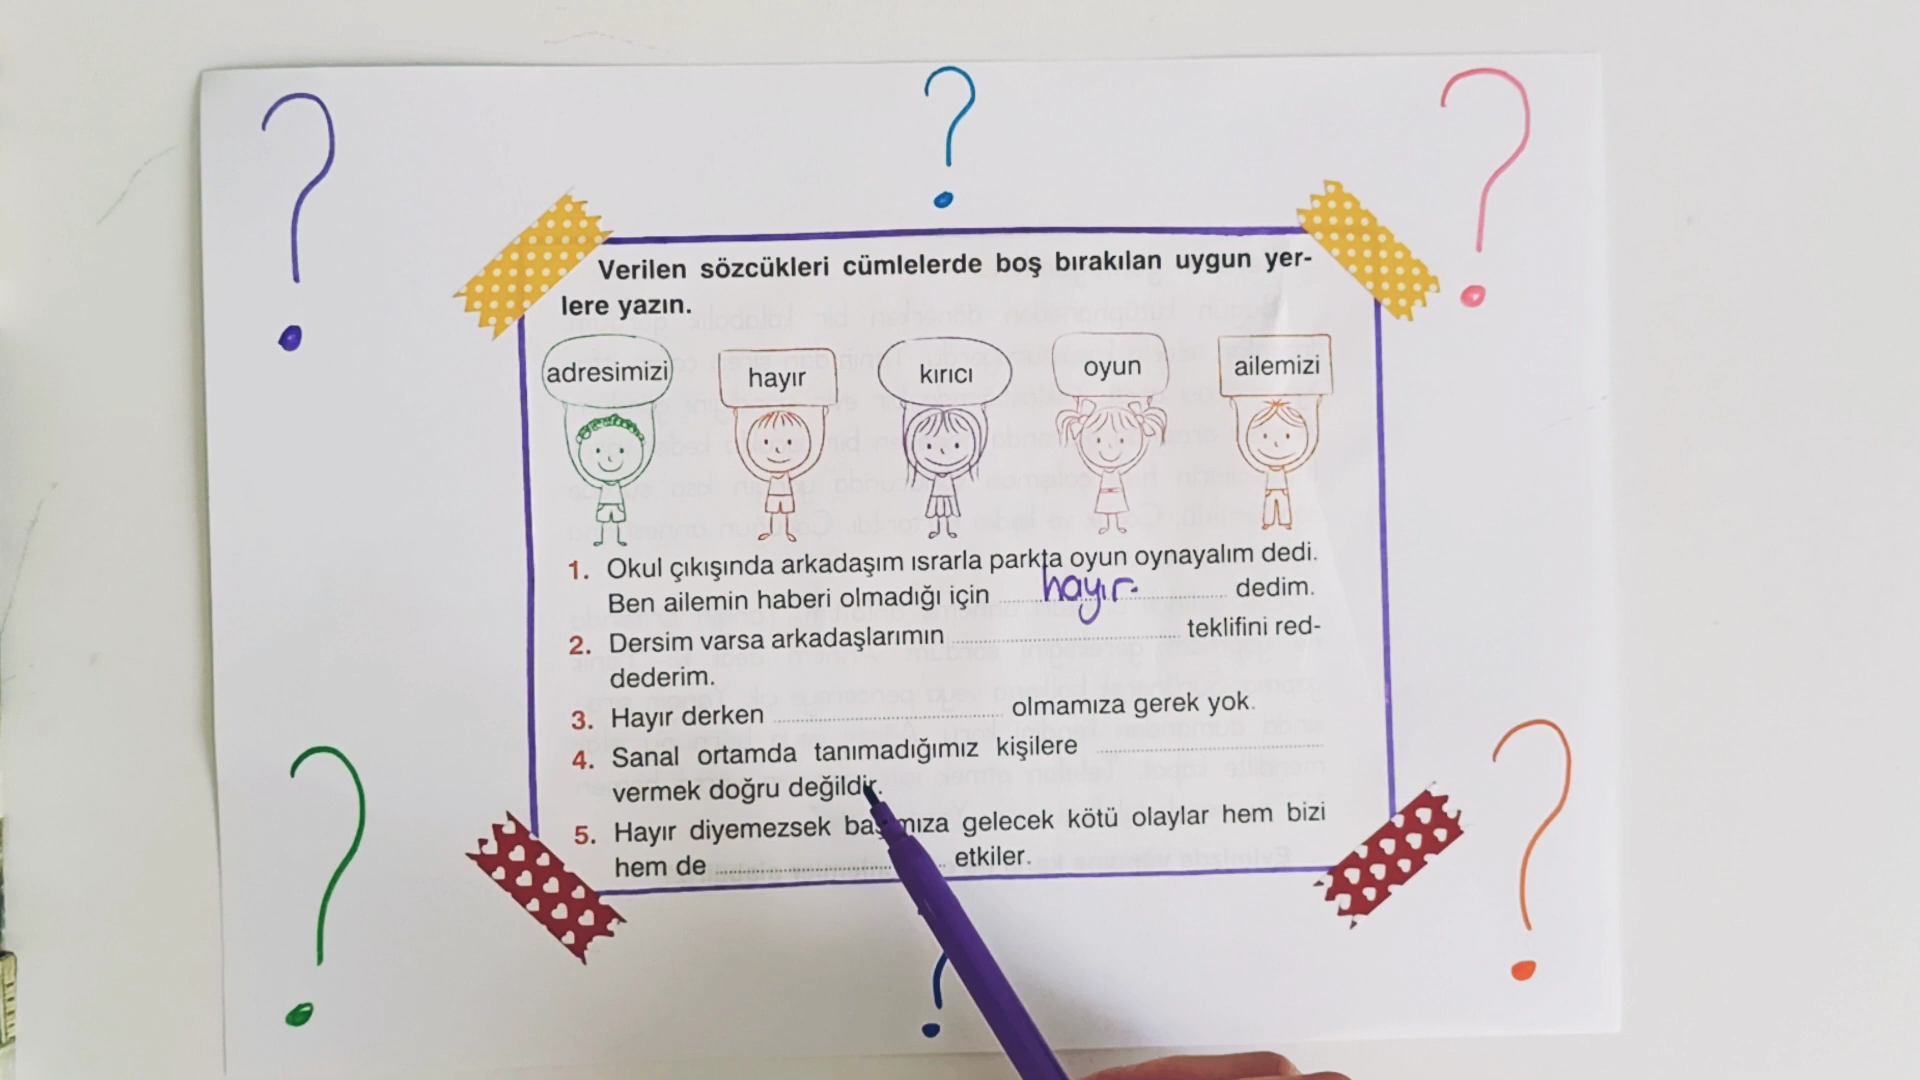 Verilen sözcükleri cümlelerde boş bırakılan uygun yer-
lere yazın.
adresimizi hayır kırıcı oyun ailemizi
1. Okul çıkışında arkadaşım ısrarla parkta oyun oynayalım dedi.
Ben ailemin haberi olmadığı için hayır dedim.
2. Dersim varsa arkadaşlarımın teklifini red-
dederim.
3. Hayır derken olmamıza gerek yok.
4. Sanal ortamda tanımadığımız kişilere
vermek doğru değildir.
5. Hayır diyemezsek başımıza gelecek kötü olaylar hem bizi
hem de etkiler.